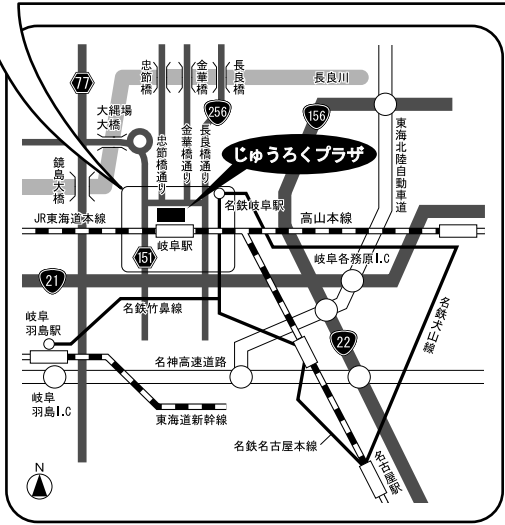 忠節橋
金華橋
長良橋
長良川
77
256
156
大縄場
大橋
忠節橋通り
金華橋通り
長良橋通り
東海北陸自動車道
じゅうろくプラザ
鏡島大橋
名鉄岐阜駅
JR東海道本線
高山本線
岐阜駅
151
岐阜各務原I.C
21
名鉄竹鼻線
名鉄犬山線
岐阜
羽島駅
22
名神高速道路
岐阜
羽島I.C
東海道新幹線
名鉄名古屋本線
名古屋駅
N